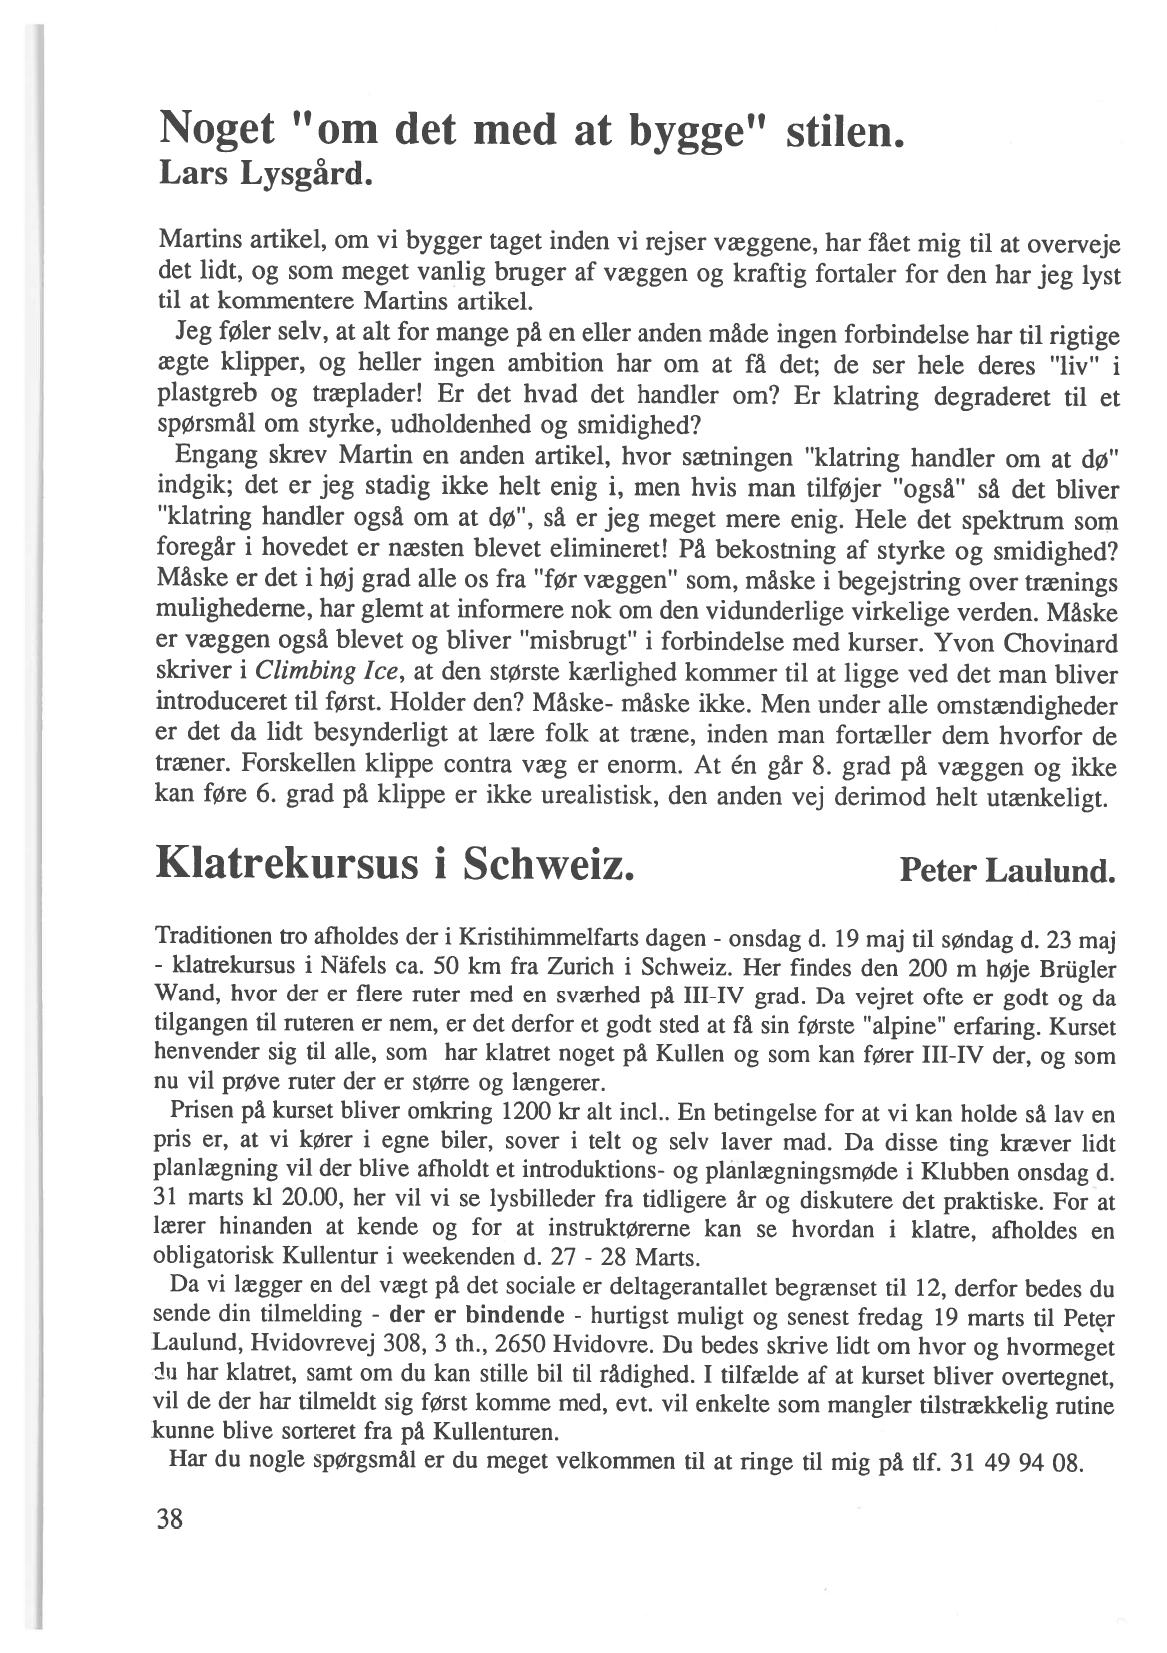 Noget "om det med at bygge" stilen.
Lars Lysgård.
Martins artikel, om vi bygger taget inden vi rejser væggene, har fået mig til at overveje
det lidt, og som meget vanlig bruger af væggen og kraftig fortaler for den har jeg lyst
til at kommentere Martins artikel.
Jeg føler selv, at alt for mange på en eller anden måde ingen forbindelse har til rigtige
ægte klipper, og heller ingen ambition har om at få det; de ser hele deres "liv" i
plastgreb og træplader! Er det hvad det handler om? Er klatring degraderet til et
spørsmål om styrke, udholdenhed og smidighed?
Engang skrev Martin en anden artikel, hvor sætningen "klatring handler om at dø"
indgik; det er jeg stadig ikke helt enig i, men hvis man tilføjer "også" så det bliver
"klatring handler også om at dø", så er jeg meget mere enig. Hele det spektrum som
foregår i hovedet er næsten blevet elimineret! På bekostning af styrke og smidighed?
Måske er det i høj grad alle os fra "før væggen" som, måske i begejstring over trænings
mulighederne, har glemt at informere nok om den vidunderlige virkelige verden. Måske
er væggen også blevet og bliver "misbrugt" i forbindelse med kurser. Yvon Chovinard
skriver i Climbing Ice, at den største kærlighed kommer til at ligge ved det man bliver
introduceret til først. Holder den? Måske- måske ikke. Men under alle omstændigheder
er det da lidt besynderligt at lære folk at træne, inden man fortæller dem hvorfor de
træner. Forskellen klippe contra væg er enorm. At én går 8. grad på væggen og ikke
kan føre 6. grad på klippe er ikke urealistisk, den anden vej derimod helt utænkeligt.
Klatrekursus i Schweiz. Peter Laulund.
Traditionen tro afholdes der i Kristihimmelfarts dagen - onsdag d. 19 maj til søndag d. 23 maj
- klatrekursus i Näfels ca. 50 km fra Zurich i Schweiz. Her findes den 200 m høje Brügler
Wand, hvor der er flere ruter med en sværhed på III-IV grad. Da vejret ofte er godt og da
tilgangen til ruteren er nem, er det derfor et godt sted at få sin første "alpine" erfaring. Kurset
henvender sig til alle, som har klatret noget på Kullen og som kan fører III-IV der, og som
nu vil prøve ruter der er større og længerer.
Prisen på kurset bliver omkring 1200 kr alt incl.. En betingelse for at vi kan holde så lav en
pris er, at vi kører i egne biler, sover i telt og selv laver mad. Da disse ting kræver lidt
planlægning vil der blive afholdt et introduktions- og planlægningsmøde i Klubben onsdag d.
31 marts kl 20.00, her vil vi se lysbilleder fra tidligere år og diskutere det praktiske. For at
lærer hinanden at kende og for at instruktørerne kan se hvordan i klatre, afholdes en
obligatorisk Kullentur i weekenden d. 27 - 28 Marts.
Da vi lægger en del vægt på det sociale er deltagerantallet begrænset til 12, derfor bedes du
sende din tilmelding - der er bindende - hurtigst muligt og senest fredag 19 marts til Peter
Laulund, Hvidovrevej 308, 3 th., 2650 Hvidovre. Du bedes skrive lidt om hvor og hvormeget
du har klatret, samt om du kan stille bil til rådighed. I tilfælde af at kurset bliver overtegnet,
vil de der har tilmeldt sig først komme med, evt. vil enkelte som mangler tilstrækkelig rutine
kunne blive sorteret fra på Kullenturen.
Har du nogle spørgsmål er du meget velkommen til at ringe til mig på tlf. 31 49 94 08.
38